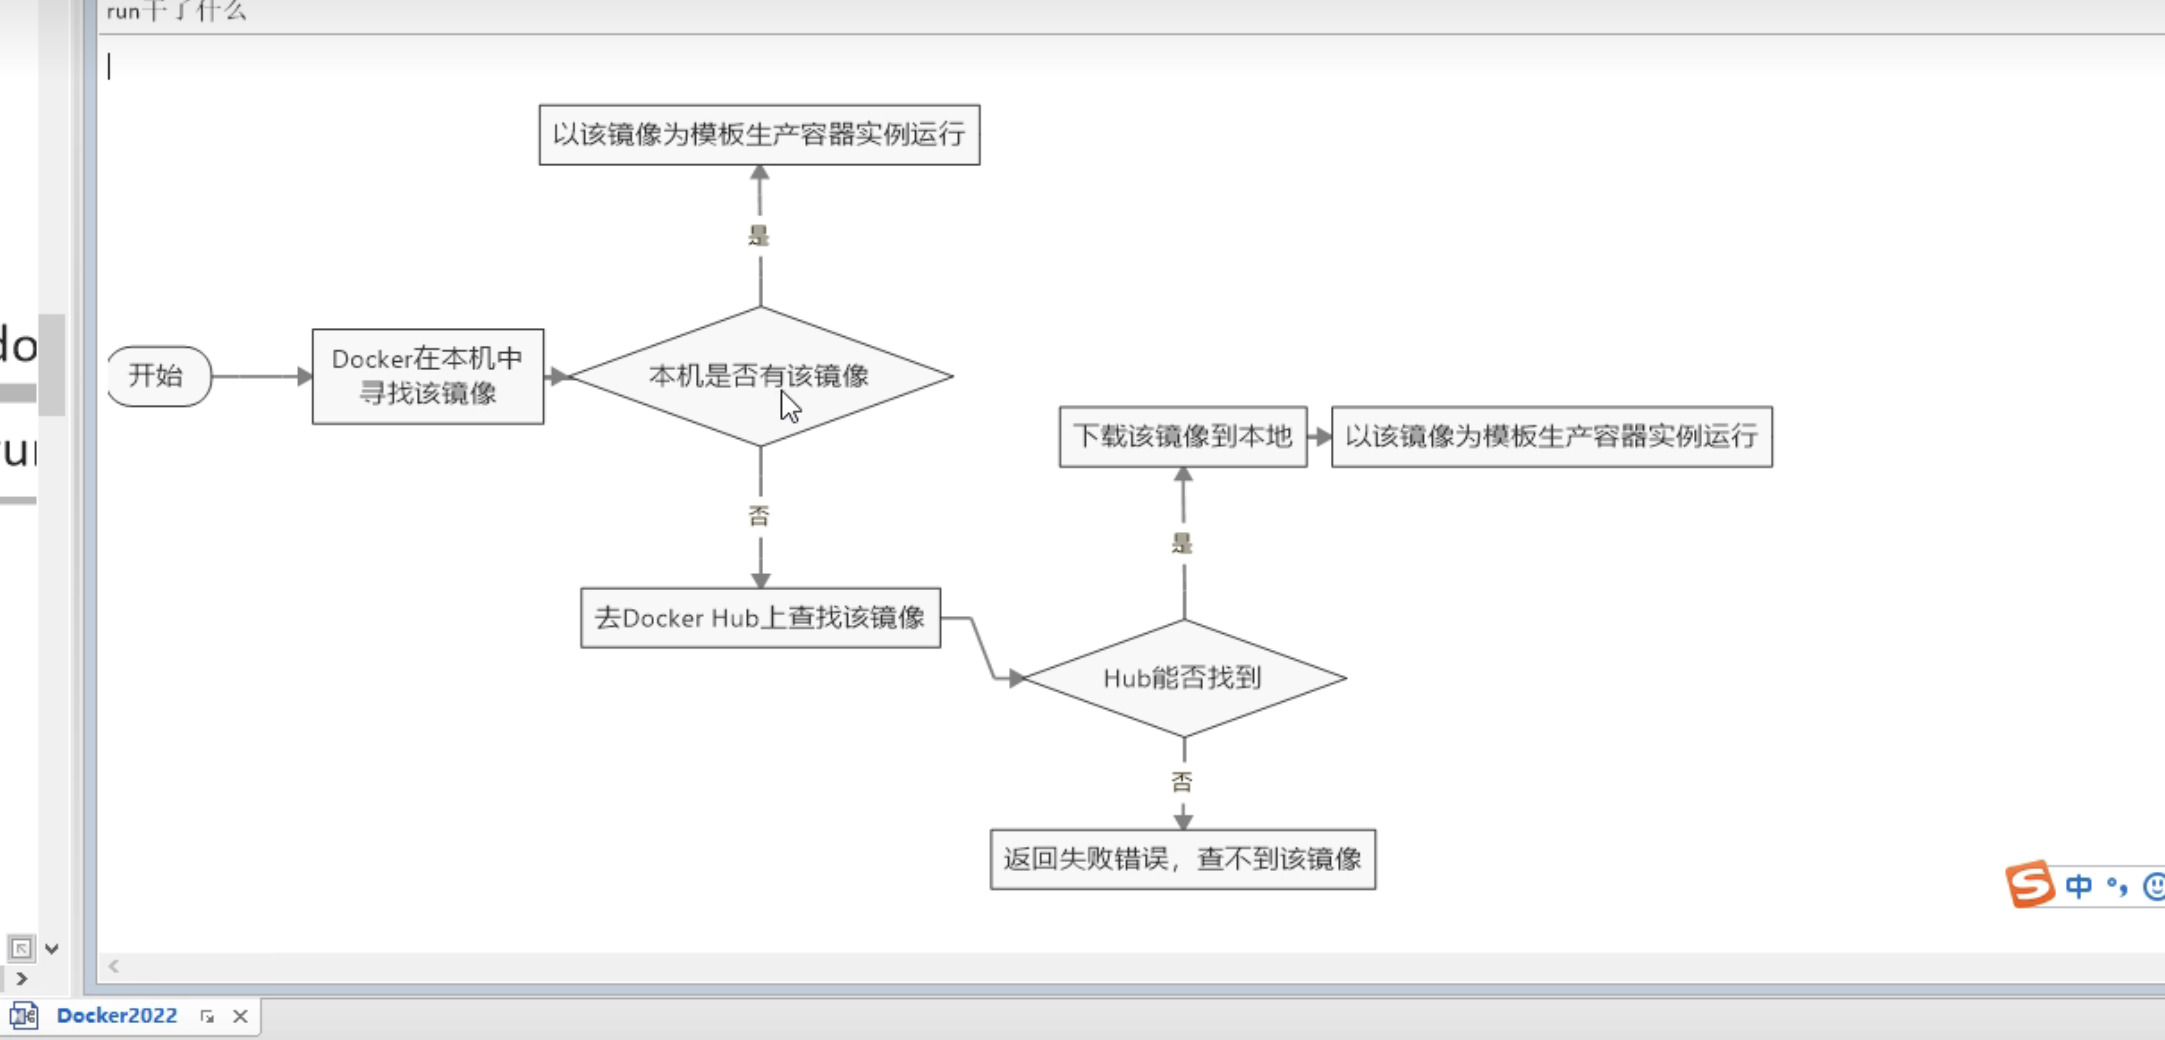 run干了什么
以该镜像为模板生产容器实例运行
是
开始
Docker在本机中
寻找该镜像
本机是否有该镜像
下载该镜像到本地
以该镜像为模板生产容器实例运行
否
是
去Docker Hub上查找该镜像
Hub能否找到
否
返回失败错误，查不到该镜像
do
中
Docker2022